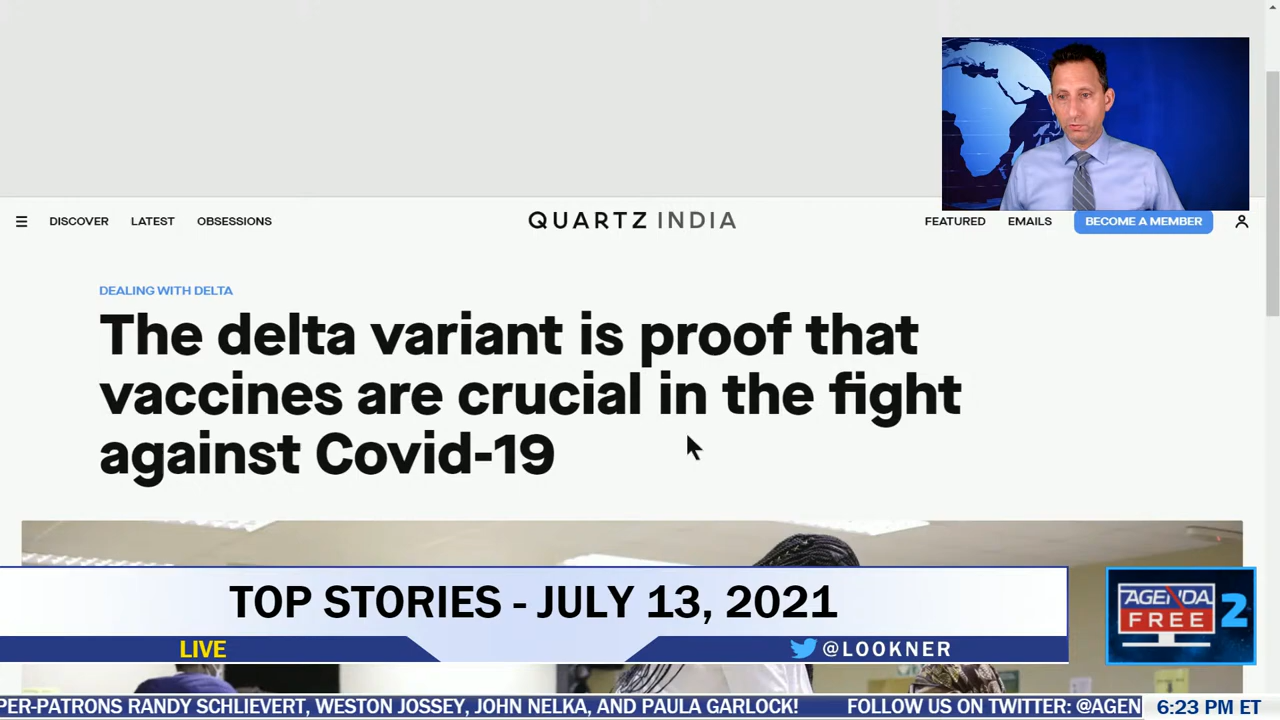 DISCOVER LATEST OBSESSIONS QUARTZ INDIA FEATURED EMAILS BECOME A MEMBER
DEALING WITH DELTA
The delta variant is proof that
vaccines are crucial in the fight
against Covid-19
TOP STORIES - JULY 13, 2021
LIVE @LOOKNER
AGENDA
FREE 2
PER-PATRONS RANDY SCHLIEVERT, WESTON JOSSEY, JOHN NELKA, AND PAULA GARLOCK! FOLLOW US ON TWITTER: @AGEN 6:23 PM ET